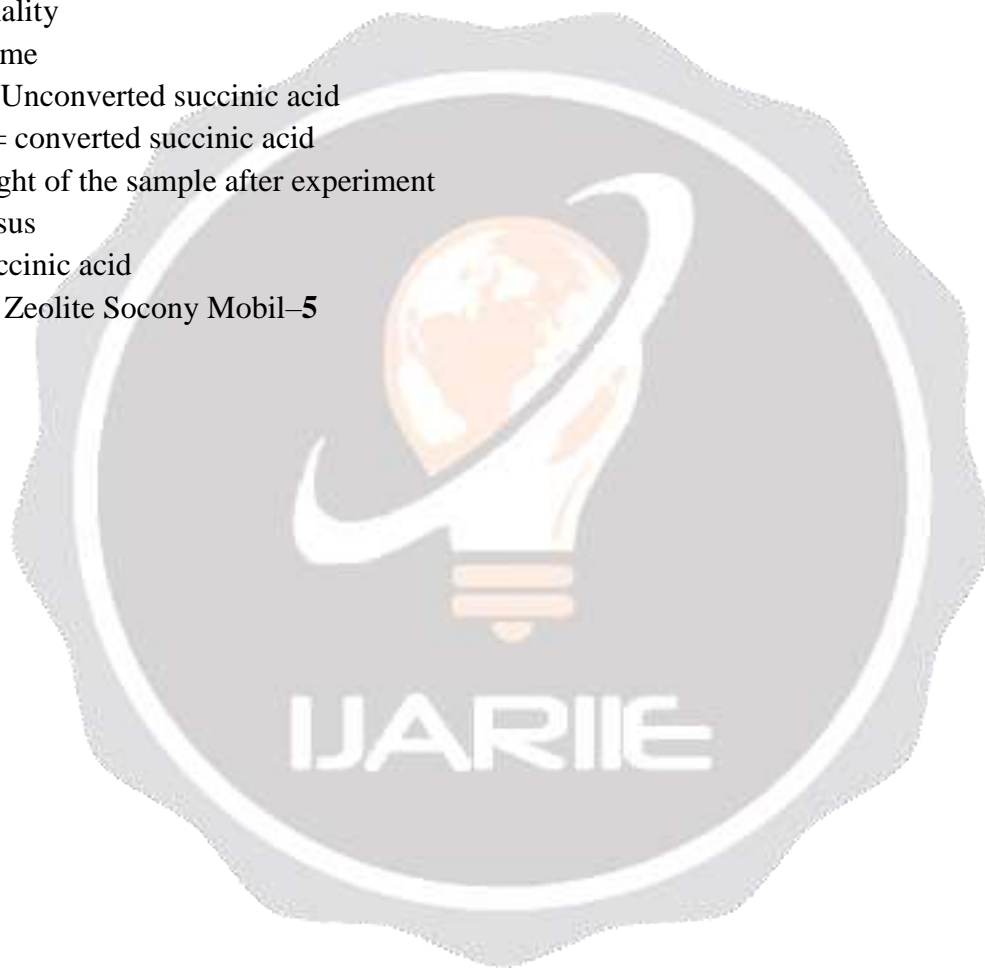 ality
me
Unconverted succinic acid
= converted succinic acid
ght of the sample after experiment
sus
ccinic acid
Zeolite Socony Mobil–5
IJARIIE